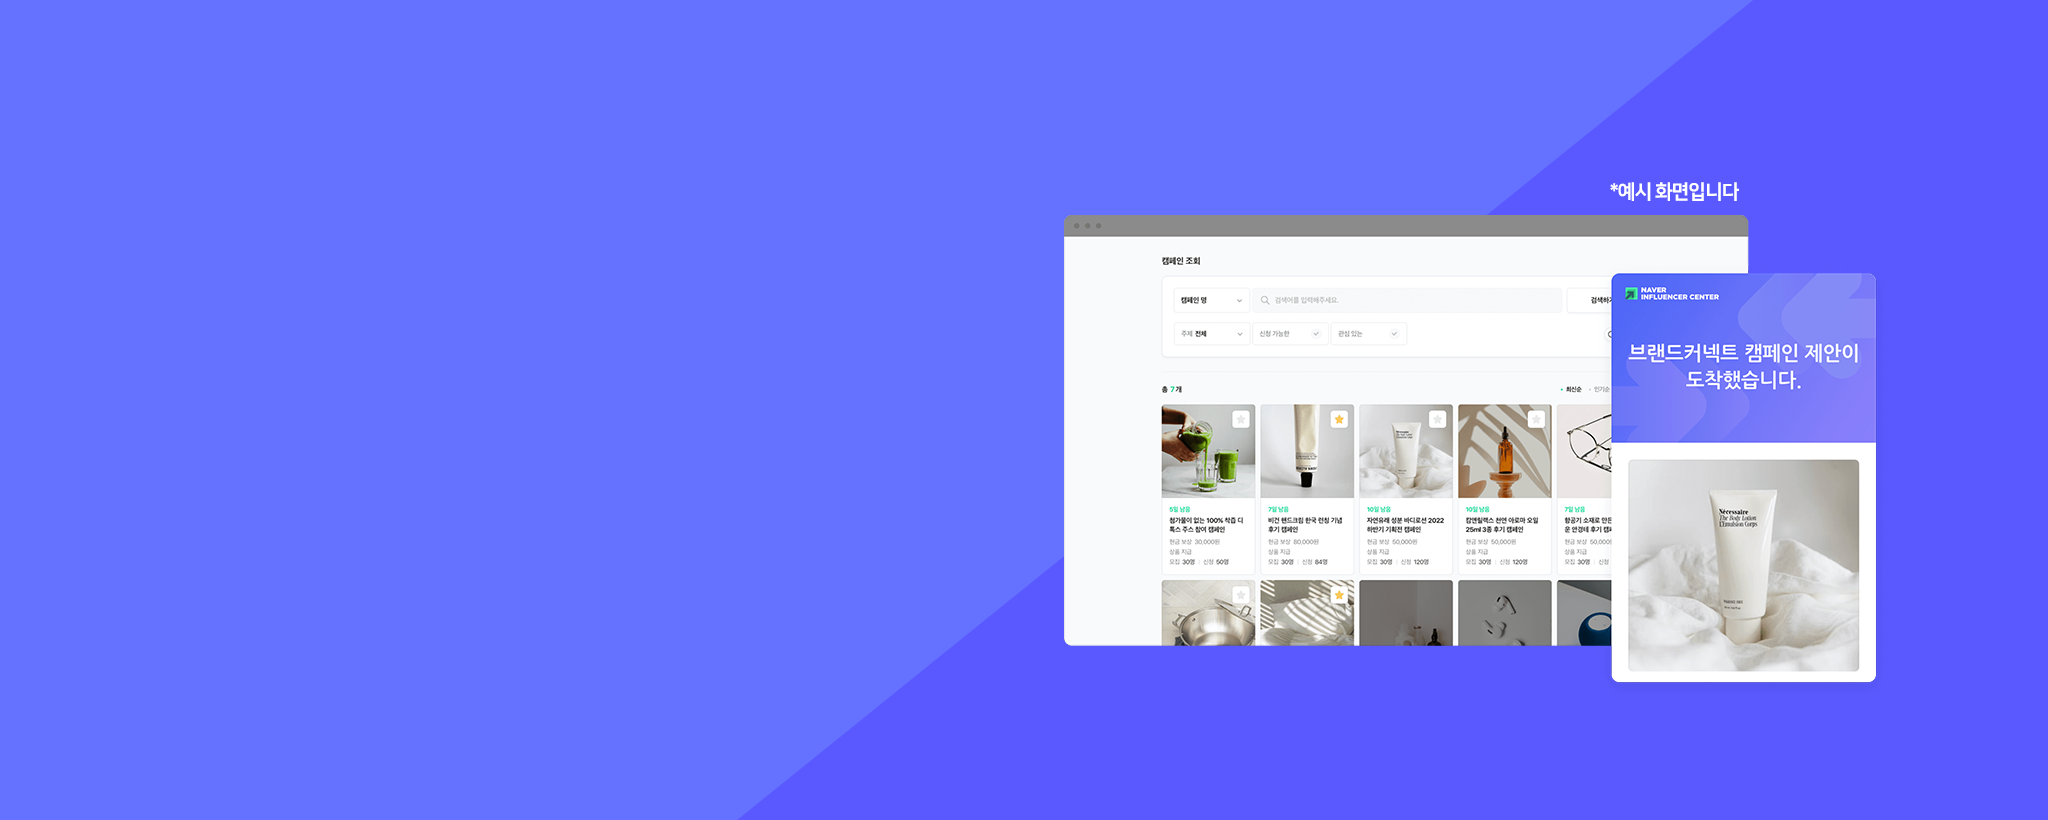 *예시 화면입니다
캠페인 조회
캠페인 명
검색어를 입력해주세요.
주제 전체
신청 가능한
관심 있는
총 7개
최신순
인기순
5일 남음
첨가물이 없는 100% 착즙 디
톡스 주스 참여 캠페인
현금 보상 30,000원
상품 지급
모집 30명 | 신청 50명
7일 남음
비건 핸드크림 한국 런칭 기념
후기 캠페인
현금 보상 80,000원
상품 지급
모집 30명 | 신청 84명
10일 남음
자연유래 성분 바디로션 2022
하반기 기획전 캠페인
현금 보상 50,000원
상품 지급
모집 30명 | 신청 120명
10일 남음
캄앤릴렉스 천연 아로마 오일
25ml 3종 후기 캠페인
현금 보상 50,000원
상품 지급
모집 30명 | 신청 120명
7일 남음
항공기 소재로 만든
운 안경테 후기
현금 보상
상품 지급
모집 30명 | 신
NAVER
INFLUENCER CENTER
브랜드커넥트 캠페인 제안이
도착했습니다.
Nécessaire
The Body Lotion